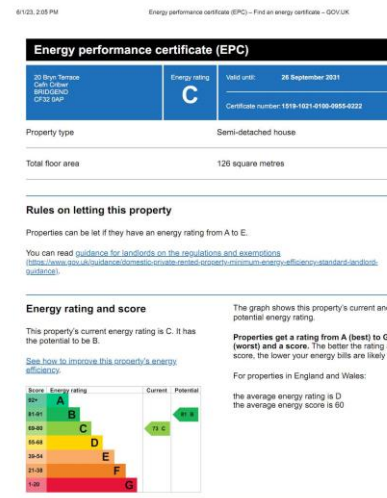 6/1/23, 2:05 PM
Energy performance certificate (EPC) – Find an energy certificate – GOV.UK
Energy performance certificate (EPC)
20 Bryn Terrace
Cefn Cribwr
BRIDGEND
CF32 0AP
Energy rating
C
Valid until: 26 September 2031
Certificate number: 1519-1021-0100-0955-0222
Property type
Semi-detached house
Total floor area
126 square metres
Rules on letting this property
Properties can be let if they have an energy rating from A to E.
You can read guidance for landlords on the regulations and exemptions
(https://www.gov.uk/guidance/domestic-private-rented-property-minimum-energy-efficiency-standard-landlord-
guidance).
Energy rating and score
This property's current energy rating is C. It has
the potential to be B.
See how to improve this property's energy
efficiency.
The graph shows this property's current and
potential energy rating.
Properties get a rating from A (best) to G
(worst) and a score. The better the rating
score, the lower your energy bills are likely
For properties in England and Wales:
the average energy rating is D
the average energy score is 60
Score Energy rating Current Potential
92+ A
81-91 B 81 B
69-80 C 73 C
55-68 D
39-54 E
21-38 F
1-20 G